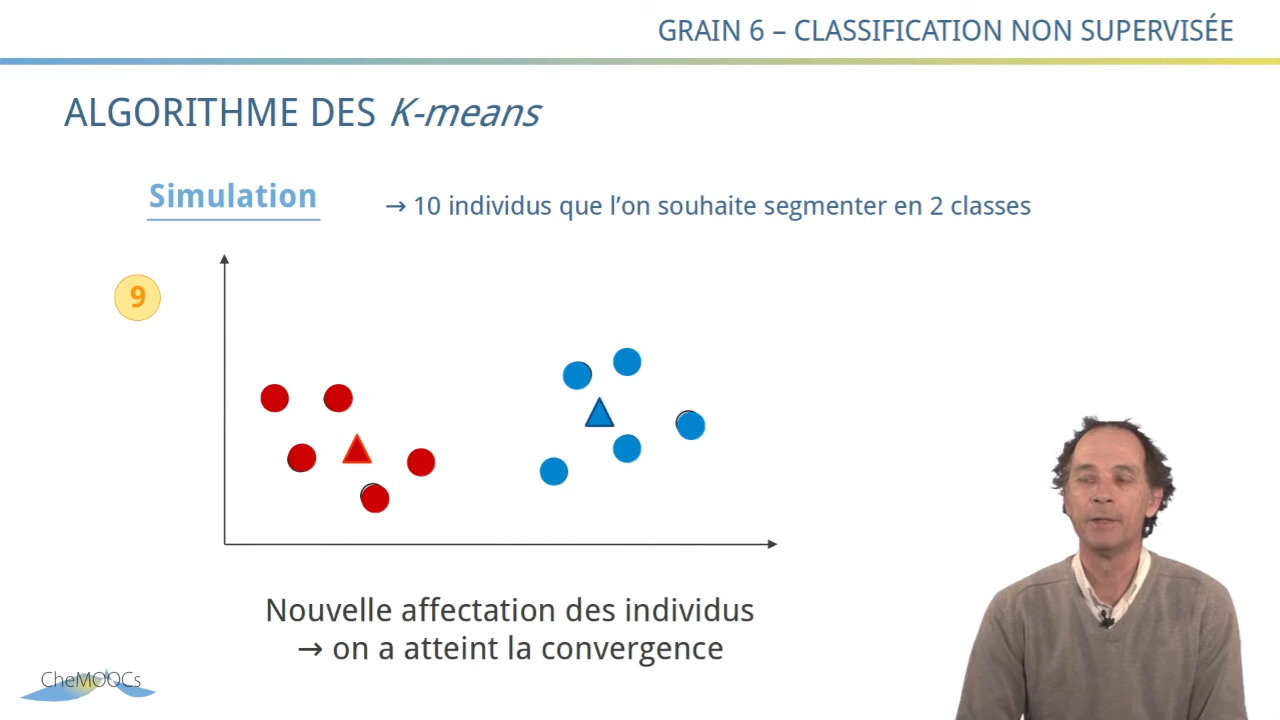 GRAIN 6 – CLASSIFICATION NON SUPERVISÉE
ALGORITHME DES K-means
Simulation
→ 10 individus que l’on souhaite segmenter en 2 classes
9
Nouvelle affectation des individus
→ on a atteint la convergence
CheMOOCs